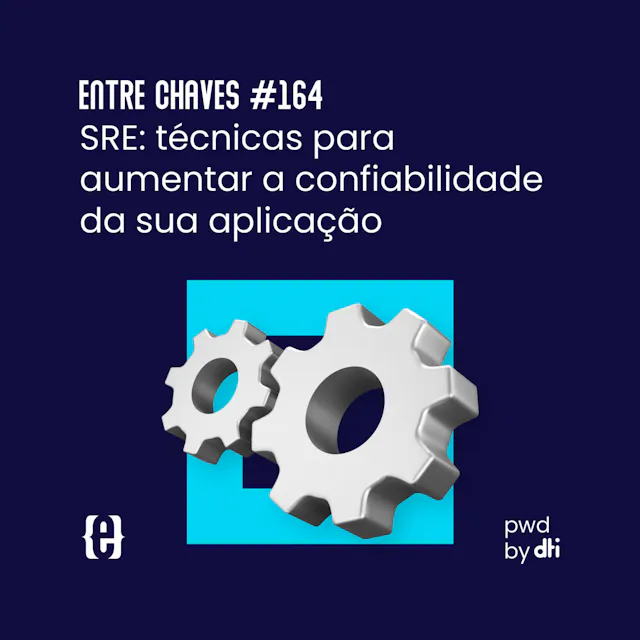 ENTRE CHAVES #164
SRE: técnicas para
aumentar a confiabilidade
da sua aplicação
{e}
pwd
by dti